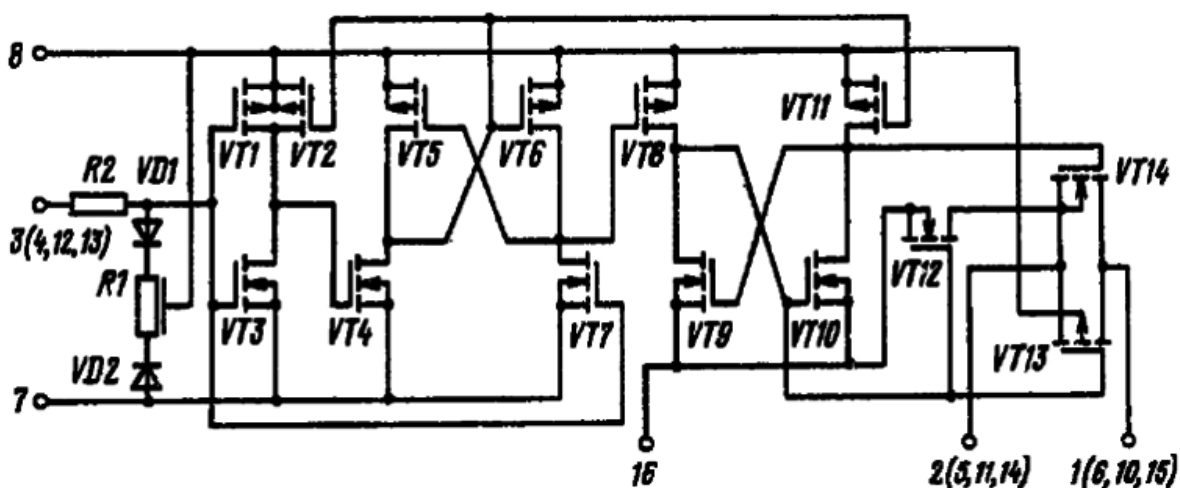 8
VT1
VT2
VT5
VT6
VT8
VT11
R2
VD1
VT14
3(4,12,13)
R1
VT3
VT4
VT7
VT9
VT10
VT12
VT13
VD2
7
16
2(5,11,14)
1(6,10,15)